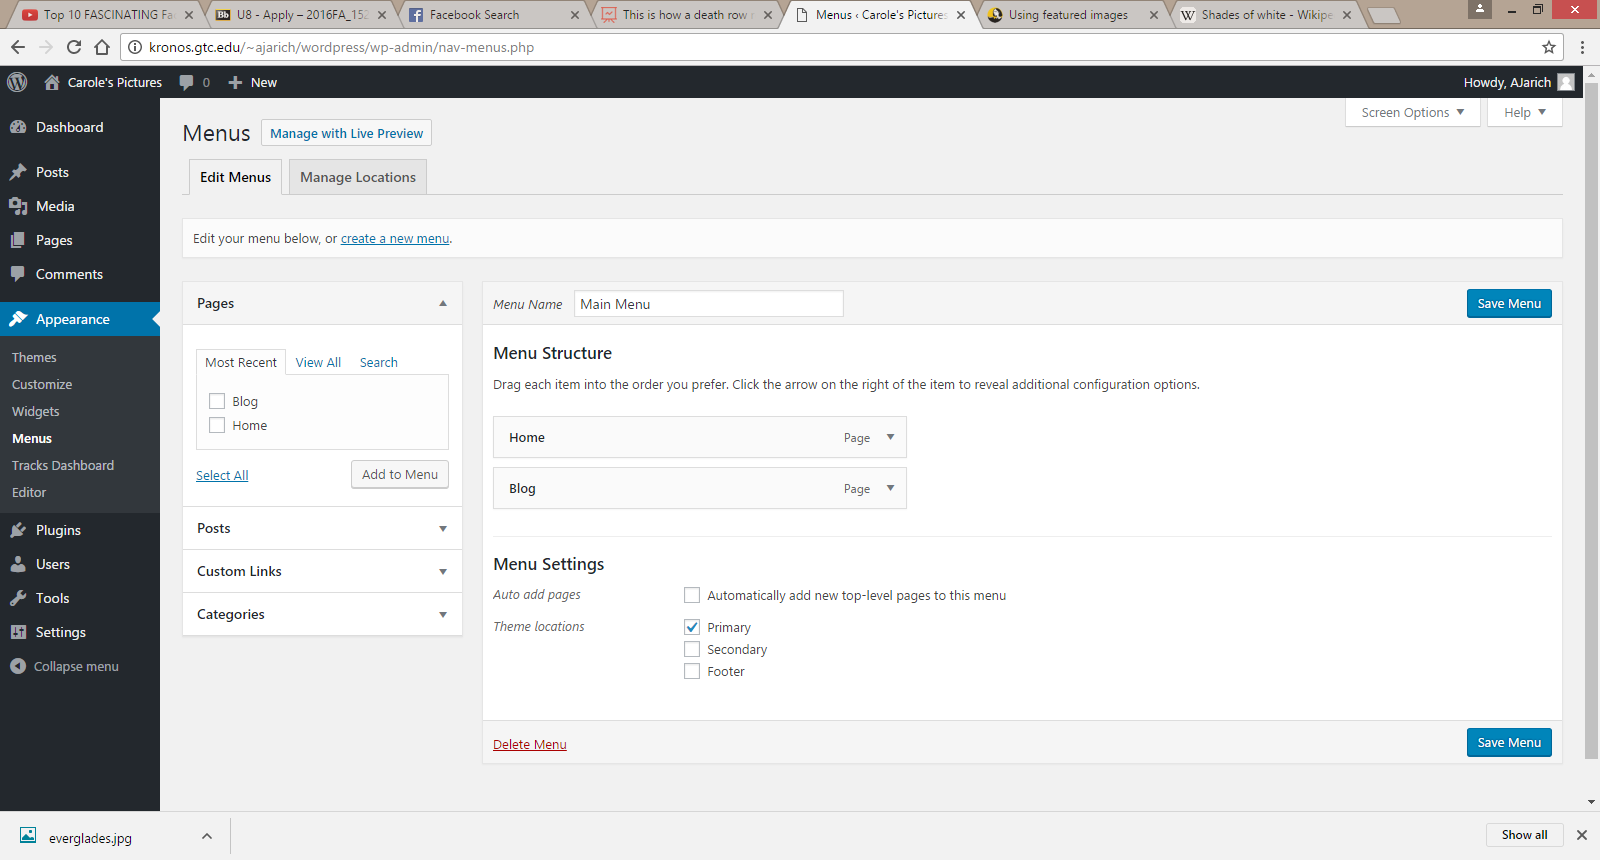 Top 10 FASCINATING Fa
U8 - Apply – 2016FA_152
Facebook Search
This is how a death row
Menus ‹ Carole's Pictures
Using featured images
Shades of white - Wikipe
kronos.gtc.edu/~ajarich/wordpress/wp-admin/nav-menus.php
Carole's Pictures
0
New
Howdy, AJarich
Screen Options
Help
Dashboard
Posts
Media
Pages
Comments
Appearance
Themes
Customize
Widgets
Menus
Tracks Dashboard
Editor
Plugins
Users
Tools
Settings
Collapse menu
Menus
Manage with Live Preview
Edit Menus
Manage Locations
Edit your menu below, or create a new menu.
Pages
Most Recent
View All
Search
Blog
Home
Select All
Add to Menu
Posts
Custom Links
Categories
Menu Name
Main Menu
Save Menu
Menu Structure
Drag each item into the order you prefer. Click the arrow on the right of the item to reveal additional configuration options.
Home
Page
Blog
Page
Menu Settings
Auto add pages
Automatically add new top-level pages to this menu
Theme locations
Primary
Secondary
Footer
Delete Menu
Save Menu
everglades.jpg
Show all